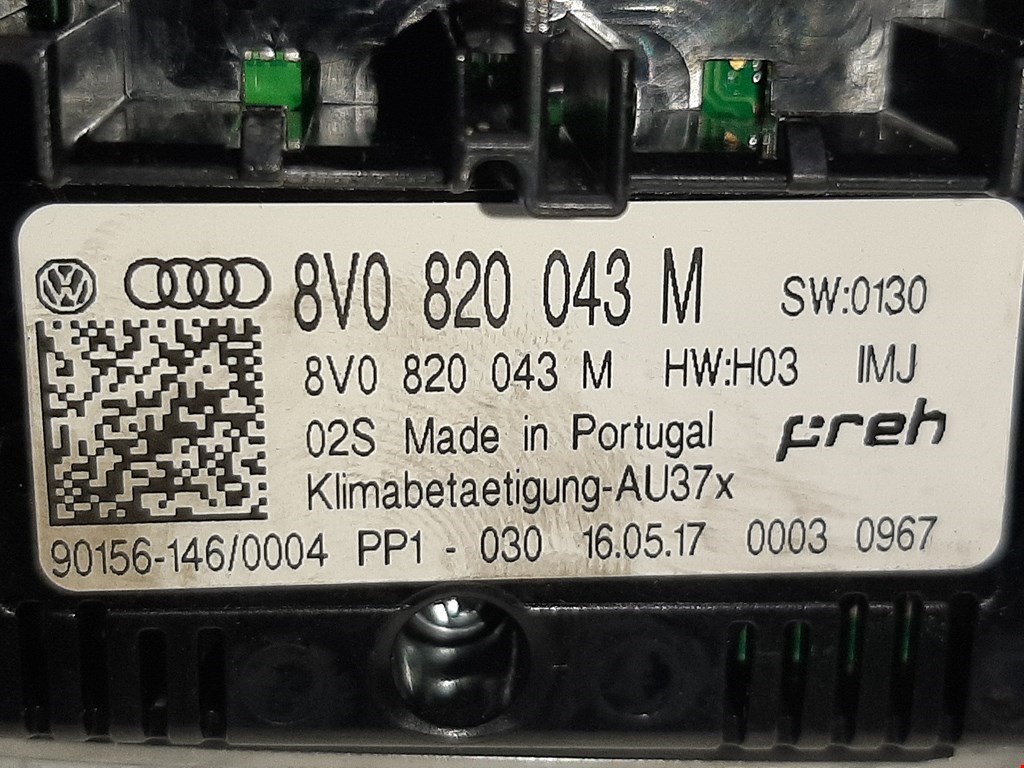 8V0 820 043 M SW:0130
8V0 820 043 M HW:H03 IMJ
02S Made in Portugal preh
Klimabetaetigung-AU37x
90156-146/0004 PP1 - 030 16.05.17 0003 0967